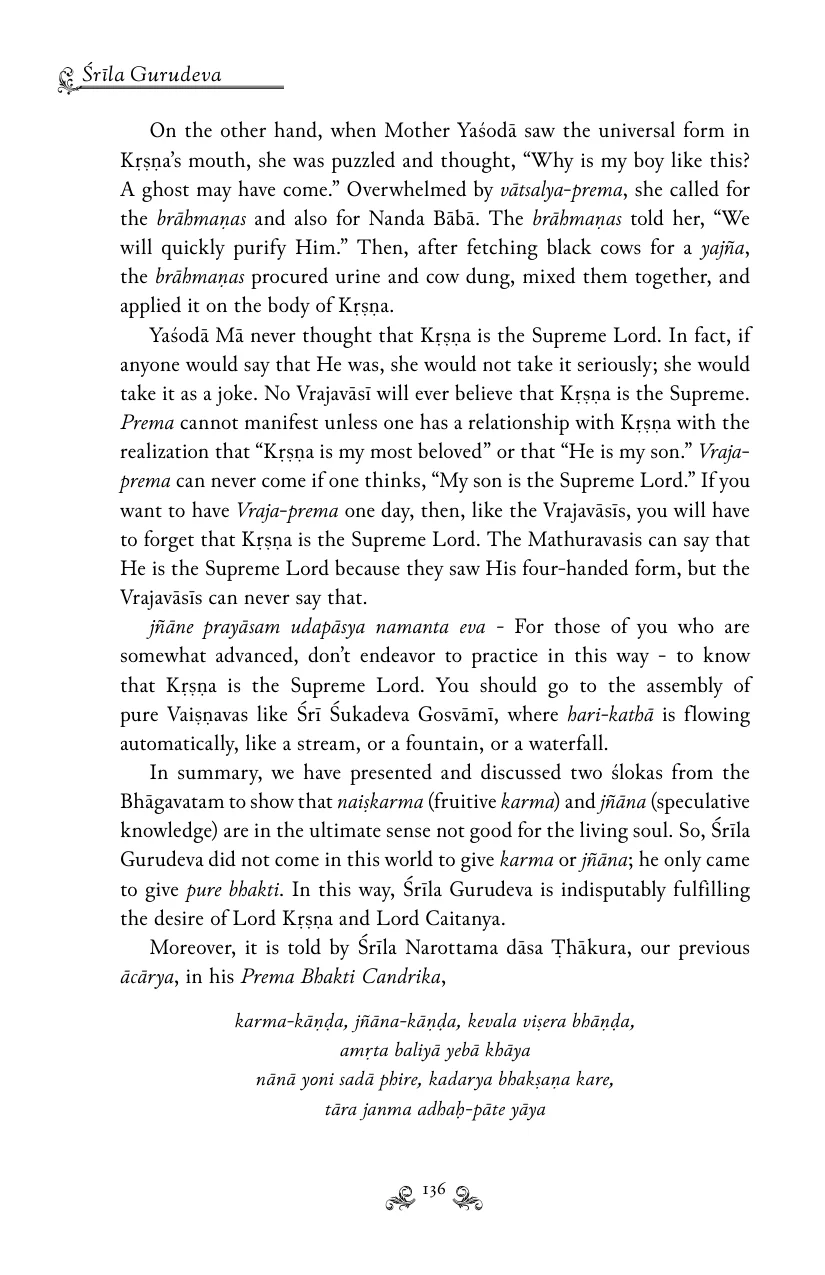 Śrīla Gurudeva
On the other hand, when Mother Yaśodā saw the universal form in
Kṛṣṇa’s mouth, she was puzzled and thought, “Why is my boy like this?
A ghost may have come.” Overwhelmed by vātsalya-prema, she called for
the brāhmaṇas and also for Nanda Bābā. The brāhmaṇas told her, “We
will quickly purify Him.” Then, after fetching black cows for a yajña,
the brāhmaṇas procured urine and cow dung, mixed them together, and
applied it on the body of Kṛṣṇa.
Yaśodā Mā never thought that Kṛṣṇa is the Supreme Lord. In fact, if
anyone would say that He was, she would not take it seriously; she would
take it as a joke. No Vrajavāsī will ever believe that Kṛṣṇa is the Supreme.
Prema cannot manifest unless one has a relationship with Kṛṣṇa with the
realization that “Kṛṣṇa is my most beloved” or that “He is my son.” Vraja-
prema can never come if one thinks, “My son is the Supreme Lord.” If you
want to have Vraja-prema one day, then, like the Vrajavāsīs, you will have
to forget that Kṛṣṇa is the Supreme Lord. The Mathuravasis can say that
He is the Supreme Lord because they saw His four-handed form, but the
Vrajavāsīs can never say that.
jñāne prayāsam udapāsya namanta eva - For those of you who are
somewhat advanced, don’t endeavor to practice in this way - to know
that Kṛṣṇa is the Supreme Lord. You should go to the assembly of
pure Vaiṣṇavas like Śrī Śukadeva Gosvāmī, where hari-kathā is flowing
automatically, like a stream, or a fountain, or a waterfall.
In summary, we have presented and discussed two ślokas from the
Bhāgavatam to show that naiṣkarma (fruitive karma) and jñāna (speculative
knowledge) are in the ultimate sense not good for the living soul. So, Śrīla
Gurudeva did not come in this world to give karma or jñāna; he only came
to give pure bhakti. In this way, Śrīla Gurudeva is indisputably fulfilling
the desire of Lord Kṛṣṇa and Lord Caitanya.
Moreover, it is told by Śrīla Narottama dāsa Ṭhākura, our previous
ācārya, in his Prema Bhakti Candrika,
karma-kāṇḍa, jñāna-kāṇḍa, kevala viṣera bhāṇḍa,
amṛta baliyā yebā khāya
nānā yoni sadā phire, kadarya bhakṣaṇa kare,
tāra janma adhaḥ-pāte yāya
136